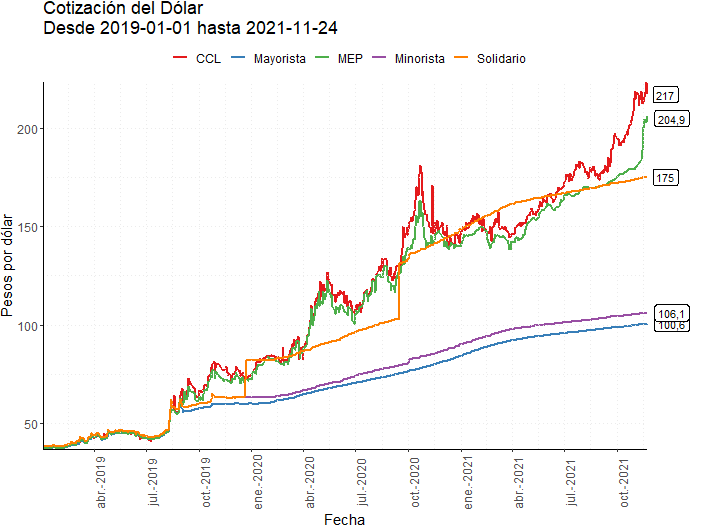 Cotización del Dólar
Desde 2019-01-01 hasta 2021-11-24
CCL Mayorista MEP Minorista Solidario
Pesos por dólar
200
150
100
50
217
204,9
175
106,1
100,6
abr.-2019
jul.-2019
oct.-2019
ene.-2020
abr.-2020
jul.-2020
oct.-2020
ene.-2021
abr.-2021
jul.-2021
oct.-2021
Fecha